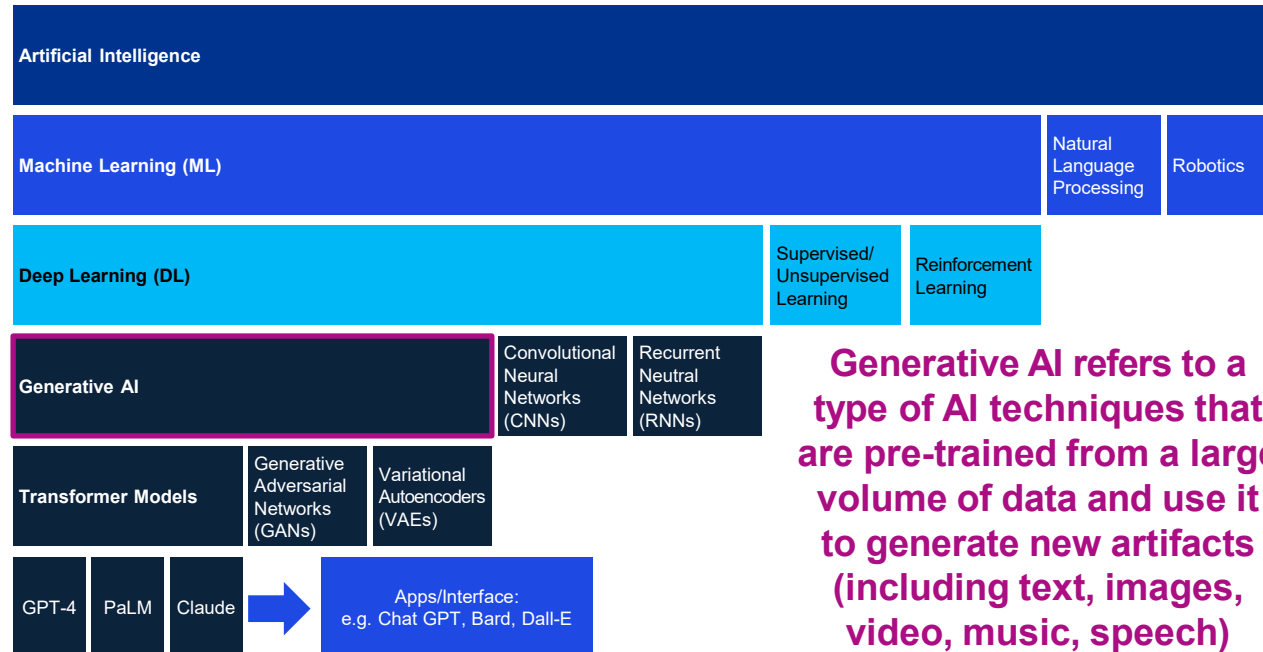 Artificial Intelligence
Machine Learning (ML)
Natural
Language
Processing
Robotics
Deep Learning (DL)
Supervised/
Unsupervised
Learning
Reinforcement
Learning
Generative AI
Convolutional
Neural
Networks
(CNNs)
Recurrent
Neutral
Networks
(RNNs)
Generative AI refers to a
type of AI techniques that
are pre-trained from a large
volume of data and use it
to generate new artifacts
(including text, images,
video, music, speech)
Transformer Models
Generative
Adversarial
Networks
(GANs)
Variational
Autoencoders
(VAEs)
GPT-4
PaLM
Claude
Apps/Interface:
e.g. Chat GPT, Bard, Dall-E